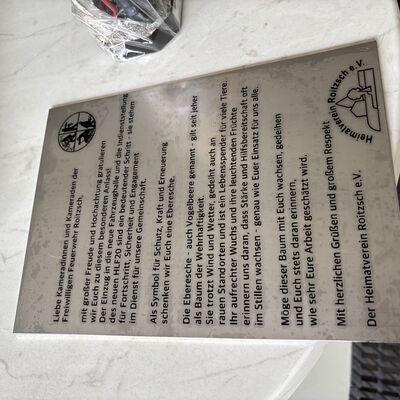 Liebe Kameradinnen und Kameraden der
Freiwilligen Feuerwehr Roitzsch,
mit großer Freude und Hochachtung gratulieren
wir Euch zu diesem besonderen Anlass!
Der Einzug in die neue Fahrzeughalle und die Indienststellung
des neuen HLF20 sind ein bedeutender Schritt - sie stehen
für Fortschritt, Sicherheit und Engagement
im Dienst für unsere Gemeinschaft.
Als Symbol für Schutz, Kraft und Erneuerung
schenken wir Euch eine Eberesche.
Die Eberesche - auch Vogelbeere genannt - gilt seit jeher
als Baum der Wehrhaftigkeit.
Sie trotzt Wind und Wetter, gedeiht auch an
rauen Standorten und ist ein Lebensspender für viele Tiere.
Ihr aufrechter Wuchs und ihre leuchtenden Früchte
erinnern uns daran, dass Stärke und Hilfsbereitschaft oft
im Stillen wachsen - genau wie Euer Einsatz für uns alle.
Möge dieser Baum mit Euch wachsen, gedeihen
und Euch stets daran erinnern,
wie sehr Eure Arbeit geschätzt wird.
Mit herzlichen Grüßen und großem Respekt
Der Heimatverein Roitzsch e.V.
Heimatverein Roitzsch e.V.